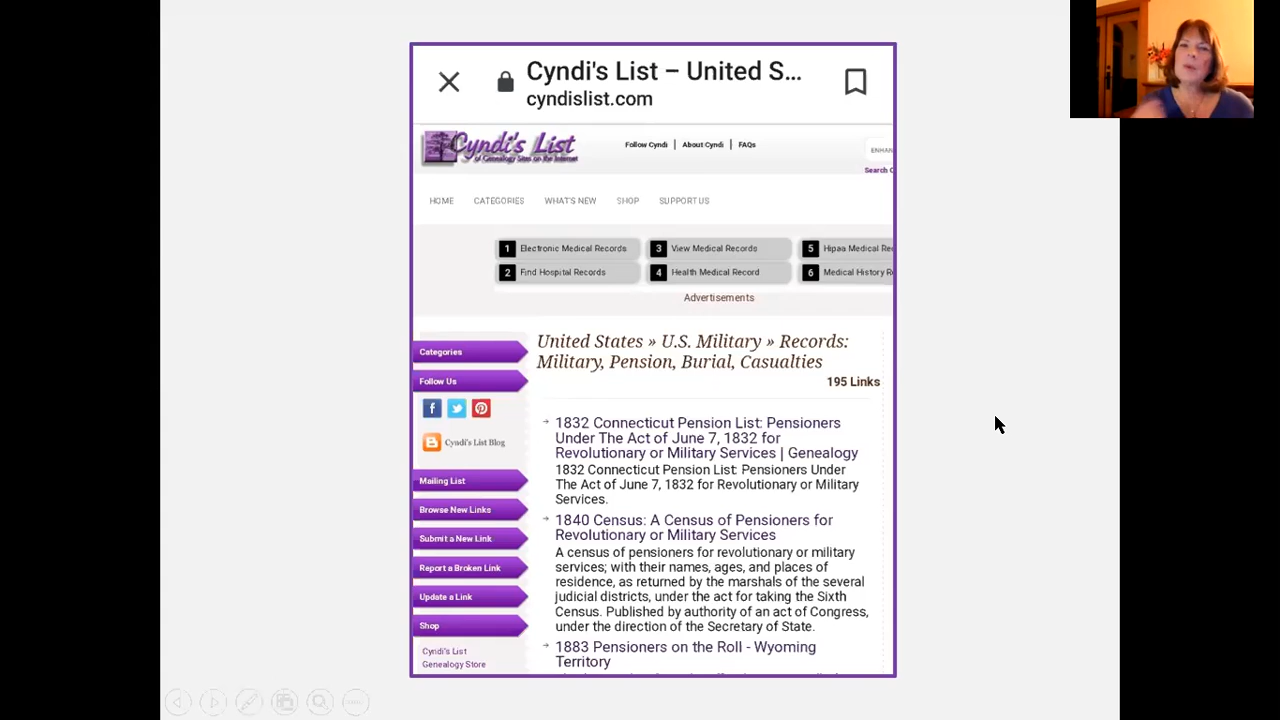 Cyndi's List – United S...
cyndislist.com
Cyndi's List
of Genealogy Sites on the Internet
Follow Cyndi | About Cyndi | FAQs
ENHAN
Search
HOME CATEGORIES WHAT'S NEW SHOP SUPPORT US
1 Electronic Medical Records 3 View Medical Records 5 Hipaa Medical Re
2 Find Hospital Records 4 Health Medical Record 6 Medical History R
Advertisements
United States » U.S. Military » Records:
Military, Pension, Burial, Casualties
195 Links
Categories
Follow Us
Cyndi's List Blog
Mailing List
Browse New Links
Submit a New Link
Report a Broken Link
Update a Link
Shop
Cyndi's List
Genealogy Store
1832 Connecticut Pension List: Pensioners
Under The Act of June 7, 1832 for
Revolutionary or Military Services | Genealogy
1832 Connecticut Pension List: Pensioners Under
The Act of June 7, 1832 for Revolutionary or Military
Services.
1840 Census: A Census of Pensioners for
Revolutionary or Military Services
A census of pensioners for revolutionary or military
services; with their names, ages, and places of
residence, as returned by the marshals of the several
judicial districts, under the act for taking the Sixth
Census. Published by authority of an act of Congress,
under the direction of the Secretary of State.
1883 Pensioners on the Roll - Wyoming
Territory